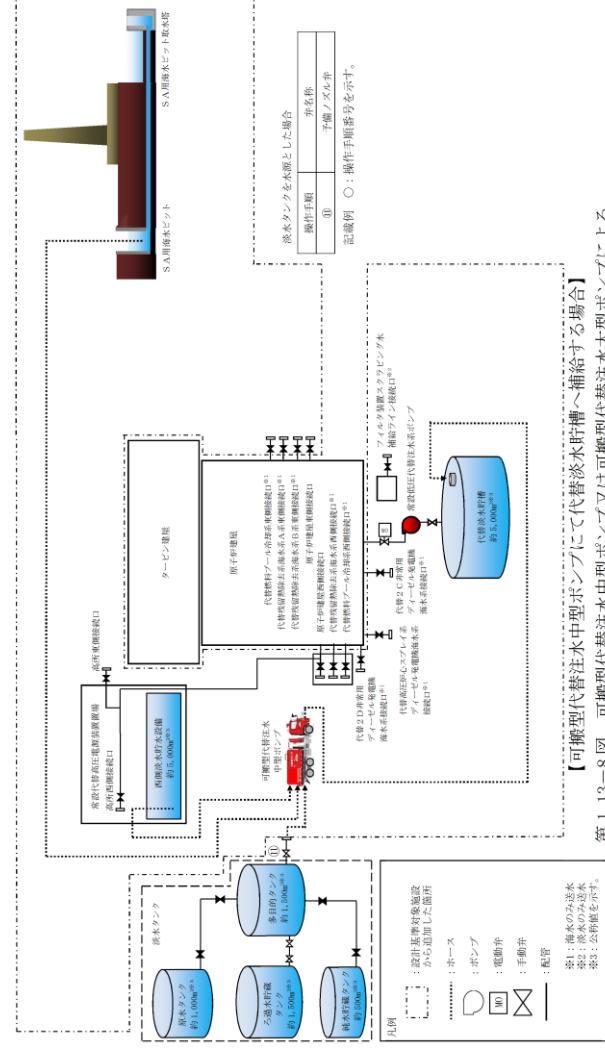 ＳＡ用海水ピット取水塔
ＳＡ用海水ピット
淡水タンクを水源とした場合
操作手順
弁名称
⑪
予備ノズル弁
記載例　○：操作手順番号を示す。
タービン建屋
原子炉建屋
代替燃料プール冷却系東側接続口※1
代替残留熱除去系海水系Ａ系東側接続口※1
代替残留熱除去系海水系Ｂ系東側接続口※1
原子炉建屋東側接続口
原子炉建屋西側接続口
代替残留熱除去系海水系西側接続口※1
代替燃料プール冷却系西側接続口※1
フィルタ装置スクラビング水
補給ライン接続口※2
常設低圧代替注水系ポンプ
代替淡水貯槽
約5,000m³※3
代替２Ｃ非常用
ディーゼル発電機
海水系接続口※1
代替高圧炉心スプレイ系
ディーゼル発電機海水系
接続口※1
代替２Ｄ非常用
ディーゼル発電機
海水系接続口※1
高所東側接続口
常設代替高圧電源装置置場
高所西側接続口
西側淡水貯水設備
約5,000m³※3
可搬型代替注水
中型ポンプ
⑪
淡水タンク
多目的タンク
約1,500m³※3
原水タンク
約1,000m³※3
ろ過水貯蔵
タンク
約1,500m³※3
純水貯蔵タンク
約500m³※3
凡例
：設計基準対象施設
から追加した箇所
：ホース
：ポンプ
MO
：電動弁
：手動弁
：配管
※1：海水のみ送水
※2：淡水のみ送水
※3：公称値を示す。
【可搬型代替注水中型ポンプにて代替淡水貯槽へ補給する場合】
第1.13－8図　可搬型代替注水中型ポンプ又は可搬型代替注水大型ポンプによる